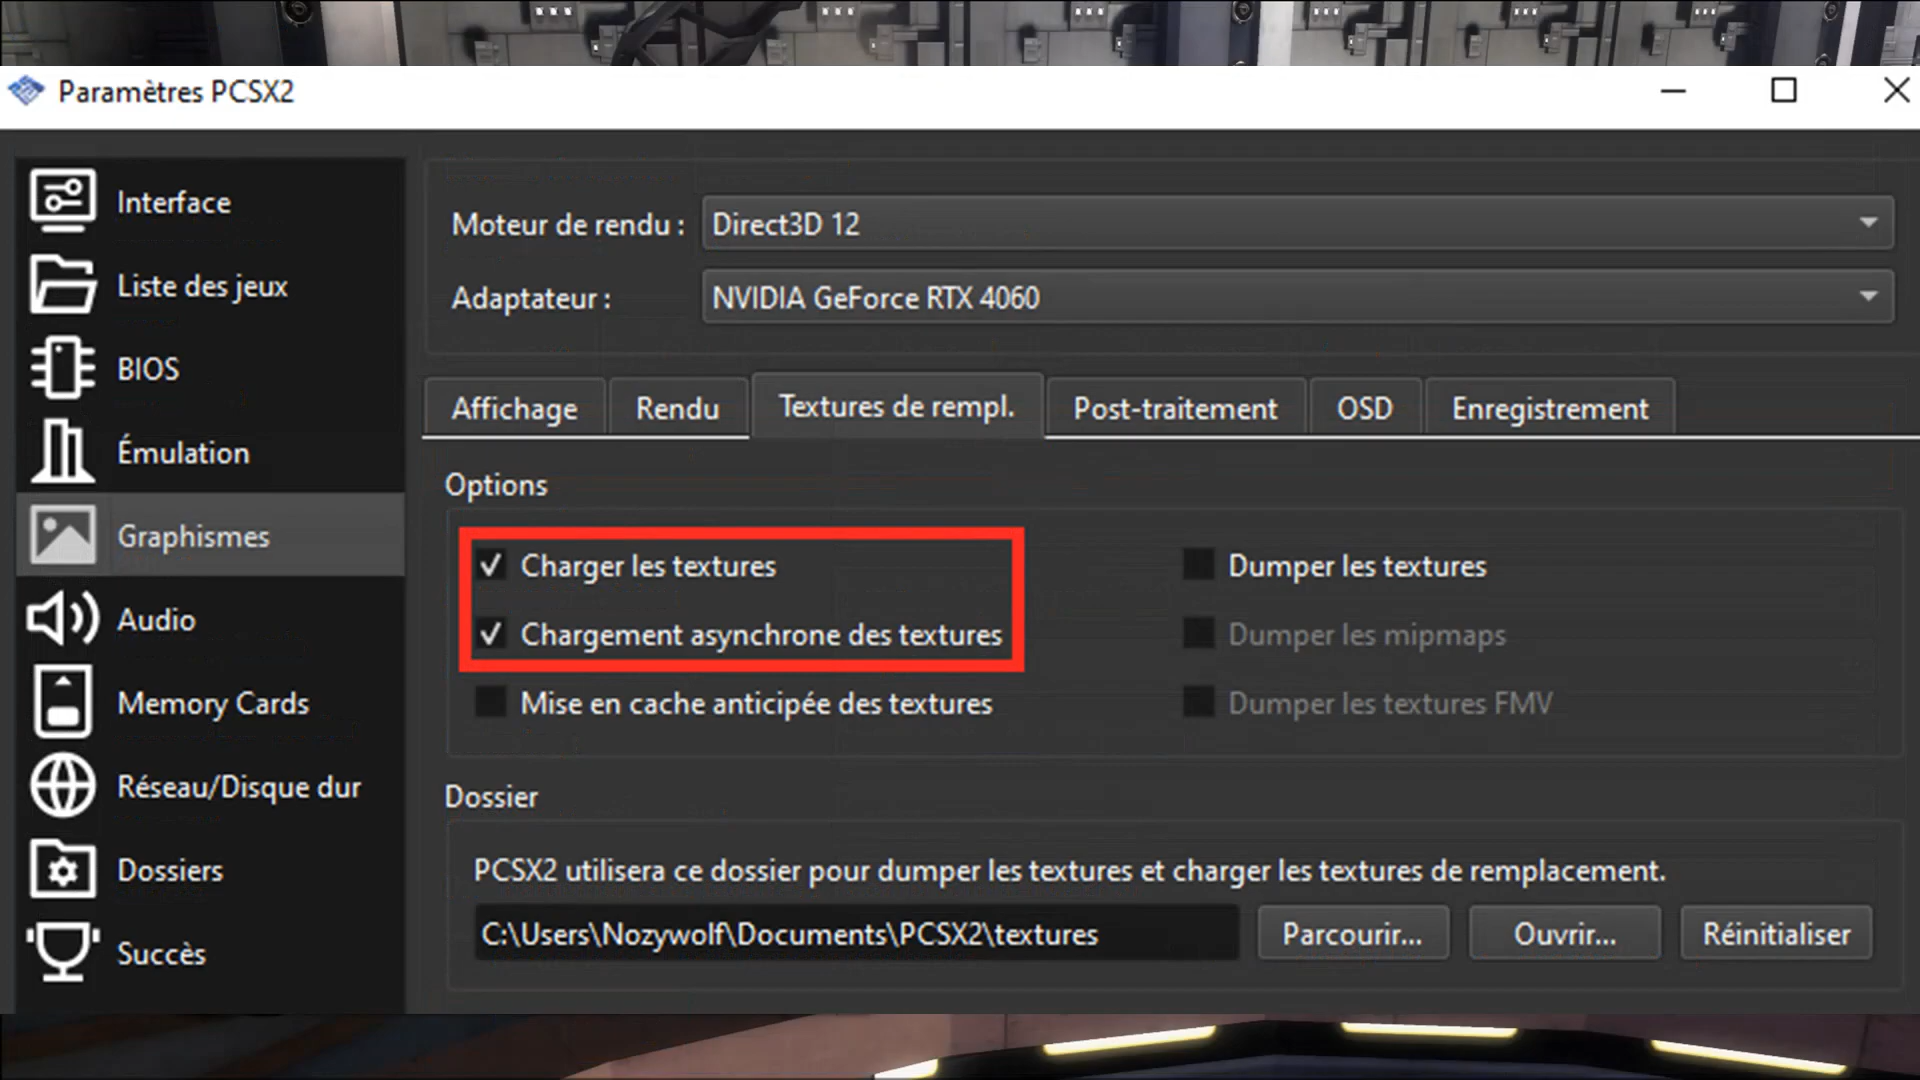 Paramètres PCSX2
Interface
Liste des jeux
BIOS
Émulation
Graphismes
Audio
Memory Cards
Réseau/Disque dur
Dossiers
Succès
Moteur de rendu : Direct3D 12
Adaptateur : NVIDIA GeForce RTX 4060
Affichage Rendu Textures de rempl. Post-traitement OSD Enregistrement
Options
Charger les textures Dumper les textures
Chargement asynchrone des textures Dumper les mipmaps
Mise en cache anticipée des textures Dumper les textures FMV
Dossier
PCSX2 utilisera ce dossier pour dumper les textures et charger les textures de remplacement.
C:\Users\Nozywolf\Documents\PCSX2\textures Parcourir... Ouvrir... Réinitialiser